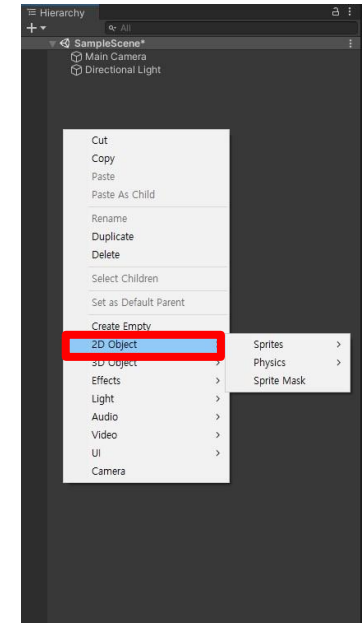 Hierarchy
All
SampleScene*
Main Camera
Directional Light
Cut
Copy
Paste
Paste As Child
Rename
Duplicate
Delete
Select Children
Set as Default Parent
Create Empty
2D Object
Sprites
3D Object
Physics
Effects
Sprite Mask
Light
Audio
Video
UI
Camera